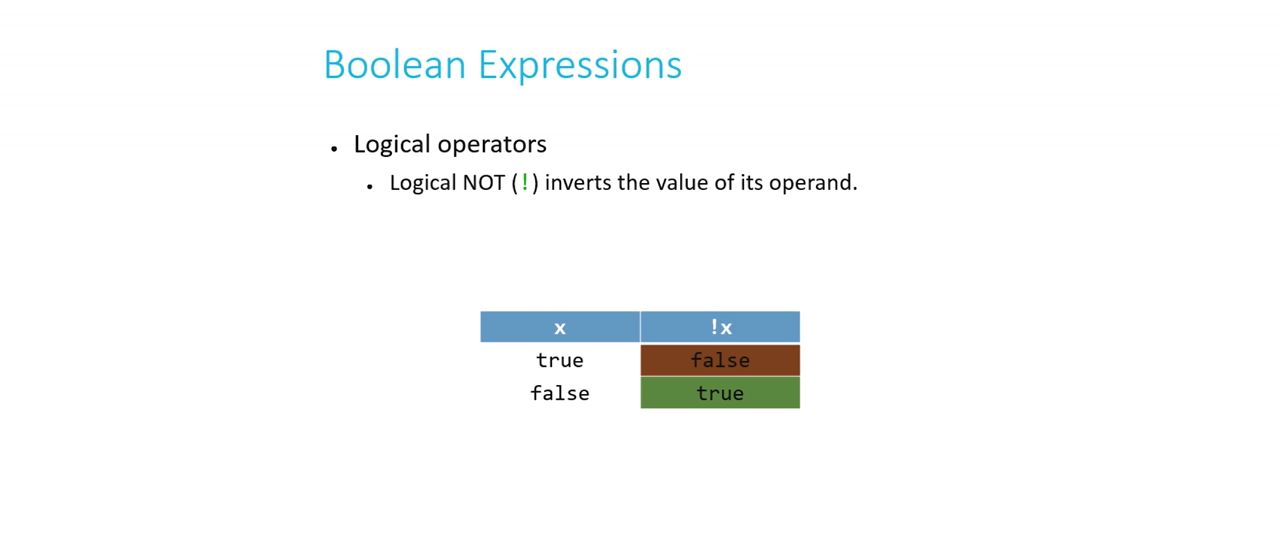 Boolean Expressions
• Logical operators
• Logical NOT (!) inverts the value of its operand.
x !x
true false
false true